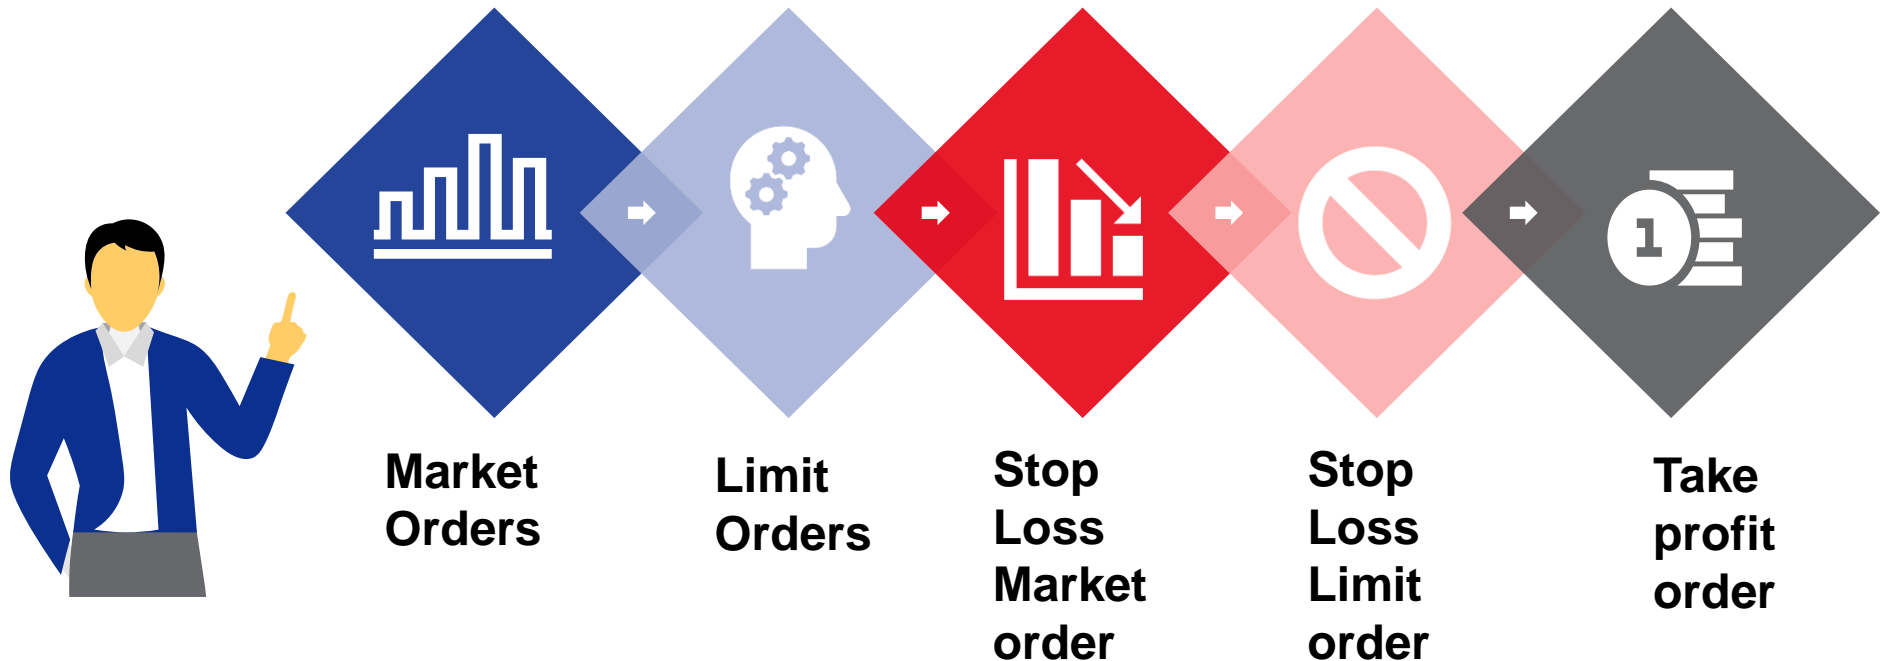 1
Market
Orders
Limit
Orders
Stop
Loss
Market
order
Stop
Loss
Limit
order
Take
profit
order